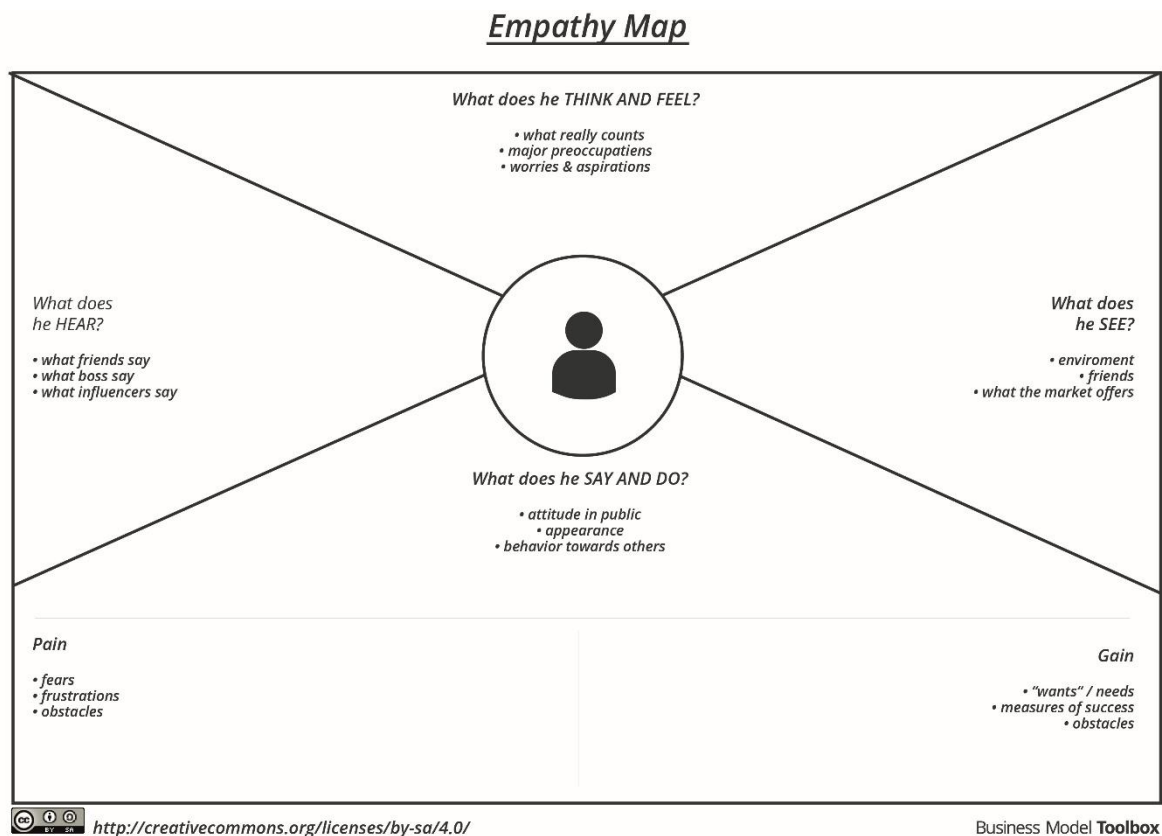 Empathy Map
What does he THINK AND FEEL?
• what really counts
• major preoccupatiens
• worries & aspirations
What does
he HEAR?
• what friends say
• what boss say
• what influencers say
What does
he SEE?
• enviroment
• friends
• what the market offers
What does he SAY AND DO?
• attitude in public
• appearance
• behavior towards others
Pain
• fears
• frustrations
• obstacles
Gain
• “wants” / needs
• measures of success
• obstacles
cc BY SA
http://creativecommons.org/licenses/by-sa/4.0/
Business Model Toolbox